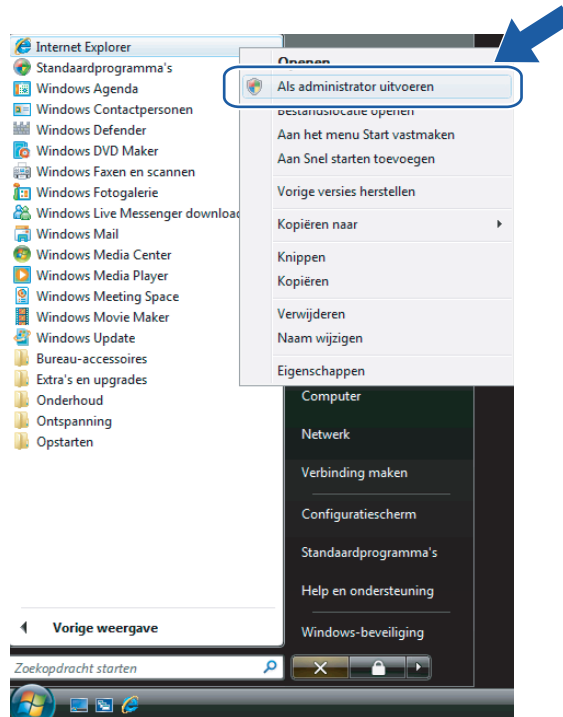 Internet Explorer
Standaardprogramma's
Windows Agenda
Windows Contactpersonen
Windows Defender
Windows DVD Maker
Windows Faxen en scannen
Windows Fotogalerie
Windows Live Messenger download
Windows Mail
Windows Media Center
Windows Media Player
Windows Meeting Space
Windows Movie Maker
Windows Update
Bureau-accessoires
Extra's en upgrades
Onderhoud
Ontspanning
Opstarten
Vorige weergave
Zoekopdracht starten
Openen
Als administrator uitvoeren
Bestandslocatie openen
Aan het menu Start vastmaken
Aan Snel starten toevoegen
Vorige versies herstellen
Kopiëren naar
Knippen
Kopiëren
Verwijderen
Naam wijzigen
Eigenschappen
Computer
Netwerk
Verbinding maken
Configuratiescherm
Standaardprogramma's
Help en ondersteuning
Windows-beveiliging